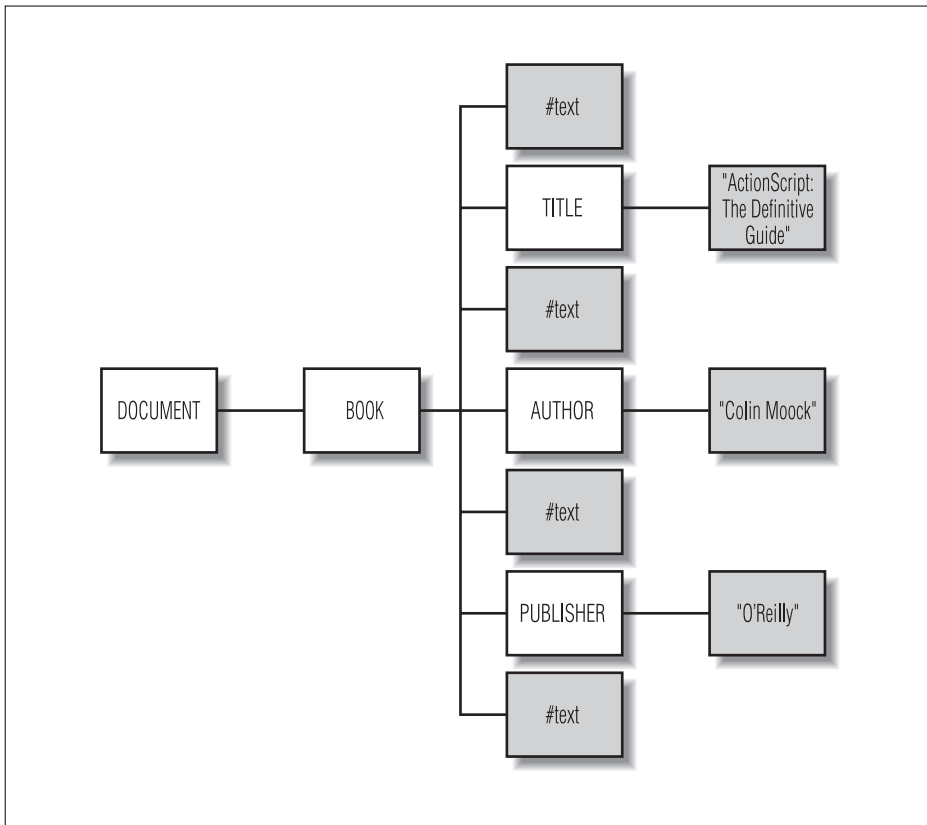 #text
TITLE
"ActionScript:
The Definitive
Guide"
#text
DOCUMENT
BOOK
AUTHOR
"Colin Moock"
#text
PUBLISHER
"O'Reilly"
#text